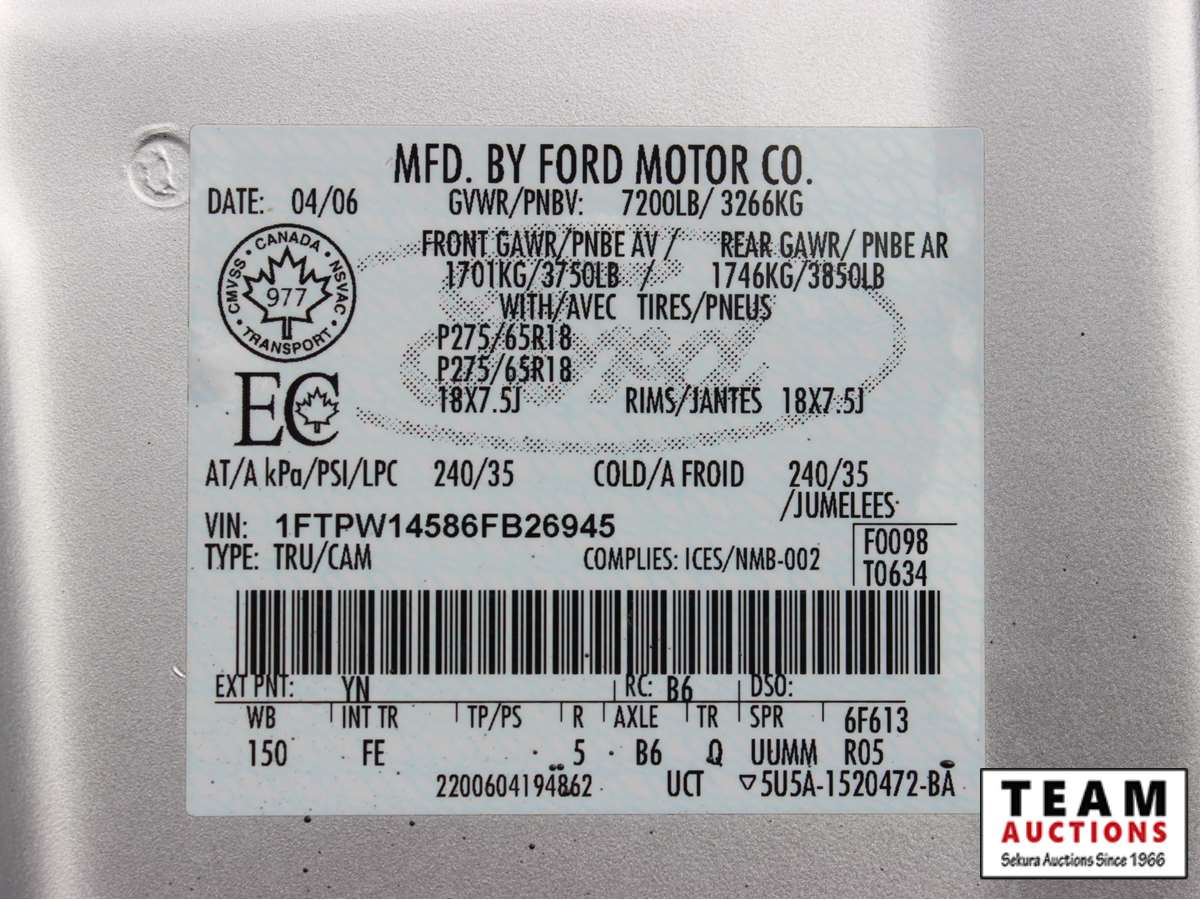 MFD. BY FORD MOTOR CO.
DATE: 04/06 GVWR/PNBV: 7200LB/ 3266KG
FRONT GAWR/PNBE AV / REAR GAWR/ PNBE AR
1701KG/3750LB / 1746KG/3850LB
WITH/AVEC TIRES/PNEUS
P275/65R18
P275/65R18
18X7.5J RIMS/JANTES 18X7.5J
CANADA
CMVSS NSVAC
977
TRANSPORT
EC
Ford
AT/A kPa/PSI/LPC 240/35 COLD/A FROID 240/35
/JUMELEES
VIN: 1FTPW14586FB26945
TYPE: TRU/CAM COMPLIES: ICES/NMB-002
F0098
T0634
EXT PNT: YN RC: B6 DSO:
WB INT TR TP/PS R AXLE TR SPR 6F613
150 FE 5 B6 Q UUMM R05
2200604194862 UCT ▽5U5A-1520472-BA
TEAM
AUCTIONS
Sekura Auctions Since 1966